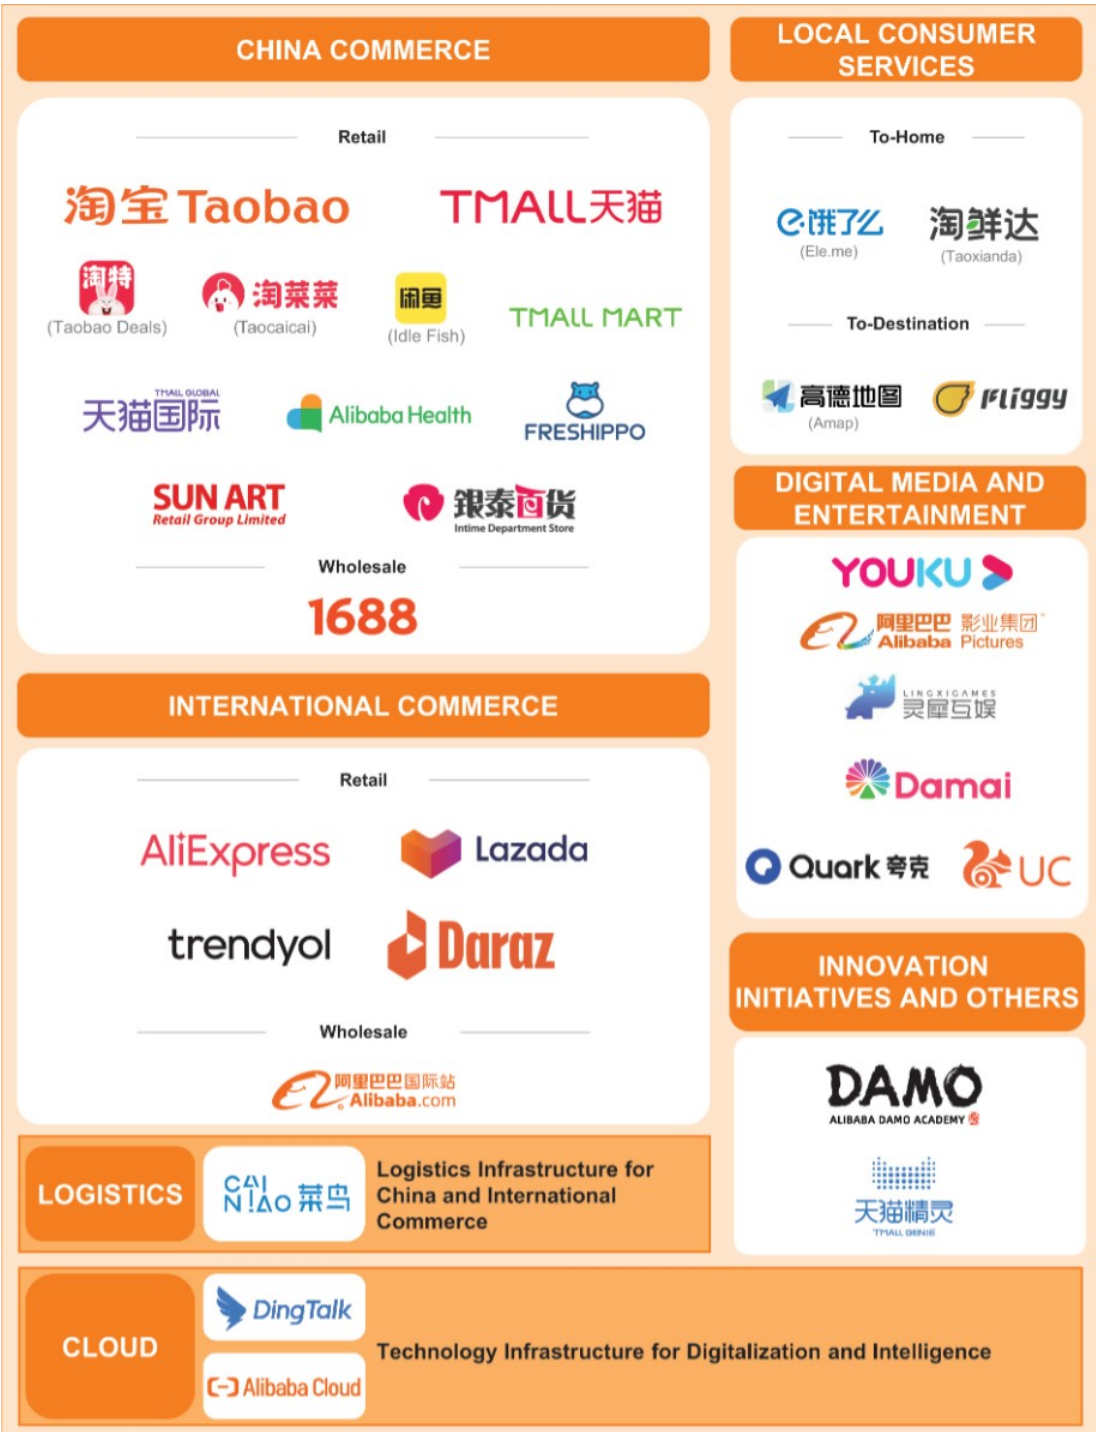 CHINA COMMERCE
Retail
淘宝 Taobao
TMALL天猫
淘特
(Taobao Deals)
淘菜菜
(Taocaicai)
闲鱼
(Idle Fish)
TMALL MART
TMALL GLOBAL
天猫国际
Alibaba Health
FRESHIPPO
SUN ART
Retail Group Limited
银泰百货
Intime Department Store
Wholesale
1688
INTERNATIONAL COMMERCE
Retail
AliExpress
Lazada
trendyol
Daraz
Wholesale
阿里巴巴国际站
Alibaba.com
LOCAL CONSUMER
SERVICES
To-Home
饿了么
(Ele.me)
淘鲜达
(Taoxianda)
To-Destination
高德地图
(Amap)
Fliggy
DIGITAL MEDIA AND
ENTERTAINMENT
YOUKU
阿里巴巴 影业集团
Alibaba Pictures
LINGXIGAMES
灵犀互娱
Damai
Quark 夸克
UC
INNOVATION
INITIATIVES AND OTHERS
DAMO
ALIBABA DAMO ACADEMY
天猫精灵
TMALL GENIE
LOGISTICS
CAI
NIAO 菜鸟
Logistics Infrastructure for
China and International
Commerce
CLOUD
DingTalk
Alibaba Cloud
Technology Infrastructure for Digitalization and Intelligence